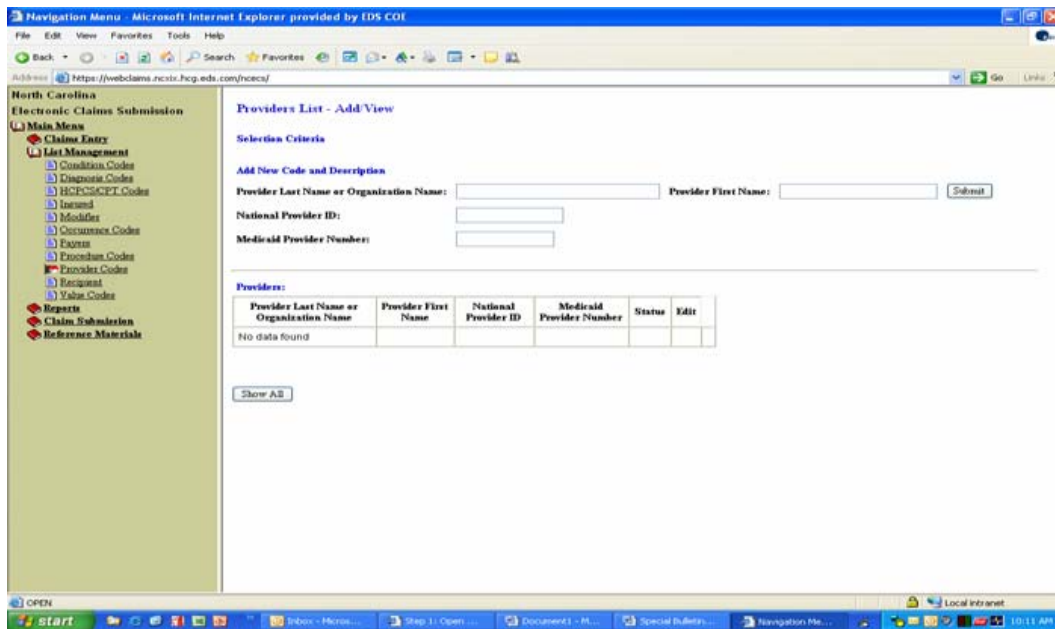 Navigation Menu - Microsoft Internet Explorer provided by EDS COE
File Edit View Favorites Tools Help
Back Search Favorites
Address https://webclaims.ncxix.hcg.eds.com/ncecs/ Go Links
North Carolina
Electronic Claims Submission
Main Menu
Claims Entry
List Management
Condition Codes
Diagnosis Codes
HCPCS/CPT Codes
Insured
Modifier
Occurrence Codes
Payers
Procedure Codes
Provider Codes
Recipient
Value Codes
Reports
Claim Submission
Reference Materials
Providers List - Add/View
Selection Criteria
Add New Code and Description
Provider Last Name or Organization Name: Provider First Name: Submit
National Provider ID:
Medicaid Provider Number:
Providers:
Provider Last Name or Organization Name Provider First Name National Provider ID Medicaid Provider Number Status Edit
No data found
Show All
OPEN Local intranet
start Inbox - Micros... Step 1: Open ... Document1 - M... Special Bulletin... Navigation Me... 10:11 AM